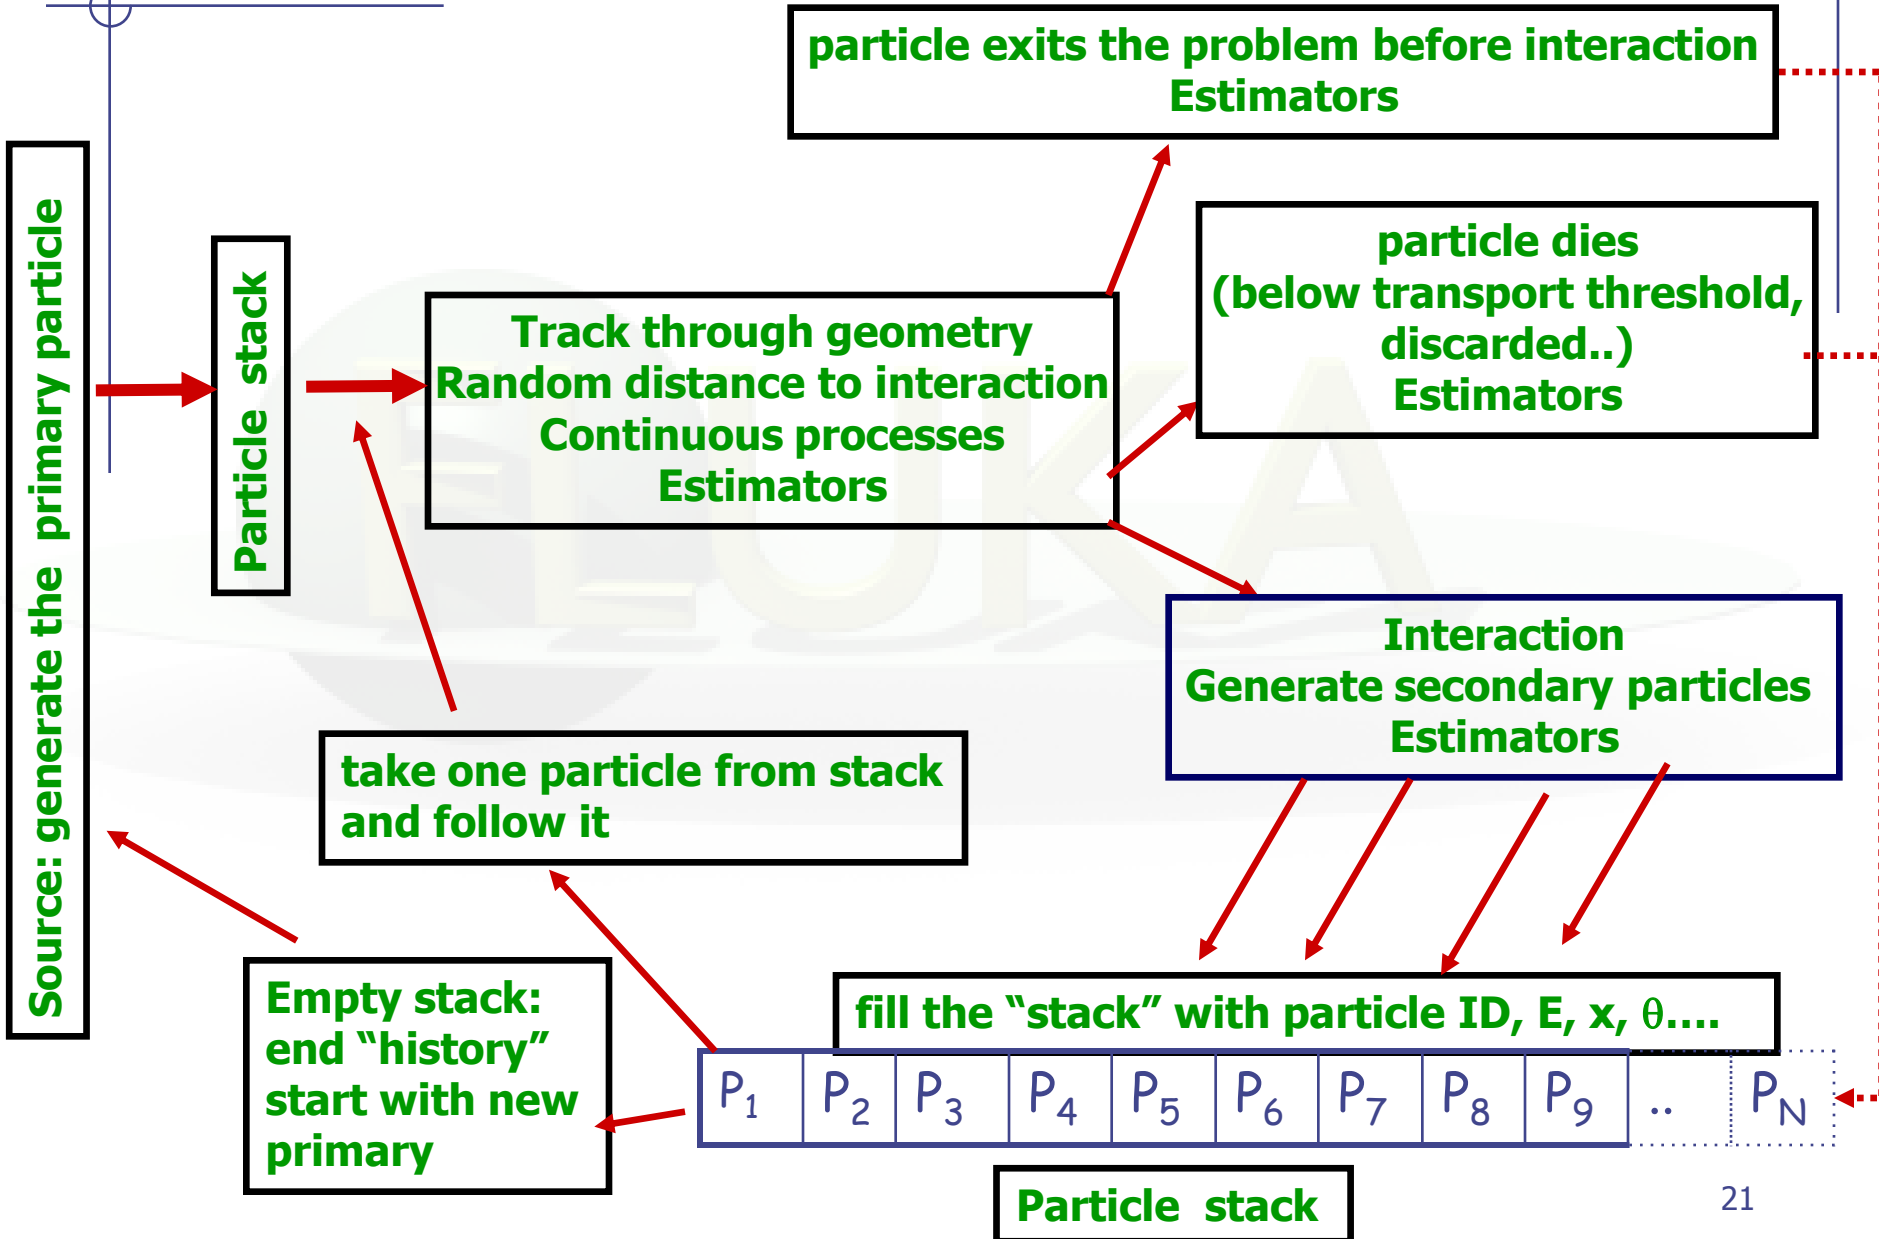 particle exits the problem before interaction
Estimators
Source: generate the primary particle
Particle stack
particle dies
(below transport threshold,
discarded..)
Estimators
Track through geometry
Random distance to interaction
Continuous processes
Estimators
FLUKA
Interaction
Generate secondary particles
Estimators
take one particle from stack
and follow it
Empty stack:
end “history”
start with new
primary
fill the “stack” with particle ID, E, x, θ....
P1 P2 P3 P4 P5 P6 P7 P8 P9 .. PN
Particle stack
21